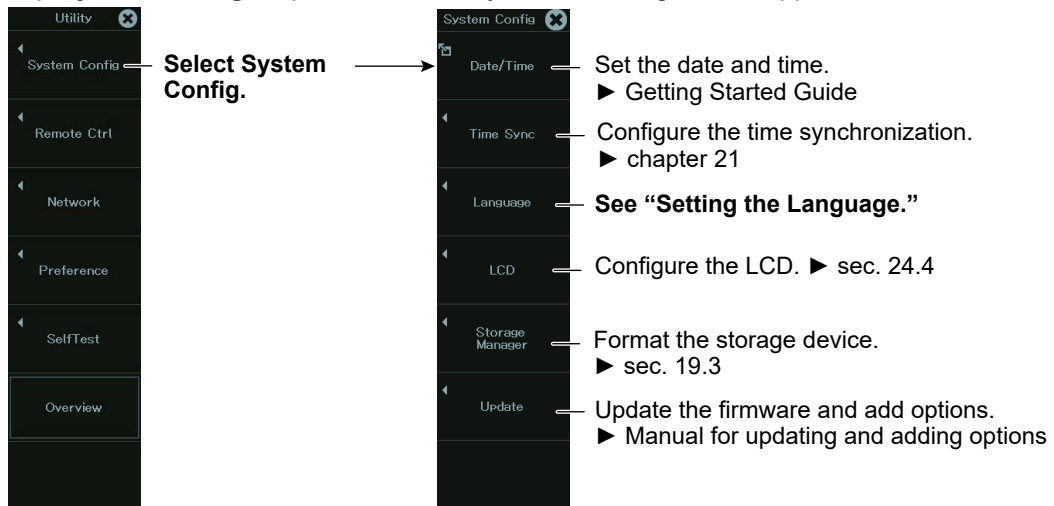 Utility
System Config
Remote Ctrl
Network
Preference
SelfTest
Overview
Select System
Config.
System Config
Date/Time
Time Sync
Language
LCD
Storage
Manager
Update
Set the date and time.
► Getting Started Guide
Configure the time synchronization.
► chapter 21
See “Setting the Language.”
Configure the LCD. ► sec. 24.4
Format the storage device.
► sec. 19.3
Update the firmware and add options.
► Manual for updating and adding options